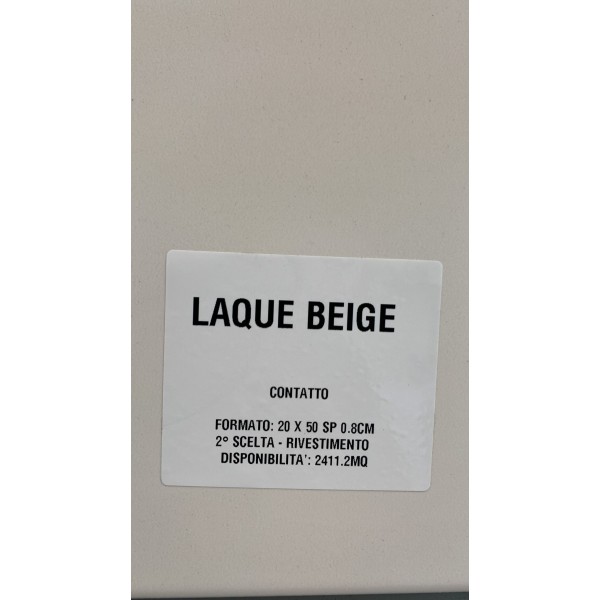 LAQUE BEIGE
CONTATTO
FORMATO: 20 X 50 SP 0.8CM
2° SCELTA - RIVESTIMENTO
DISPONIBILITA': 2411.2MQ